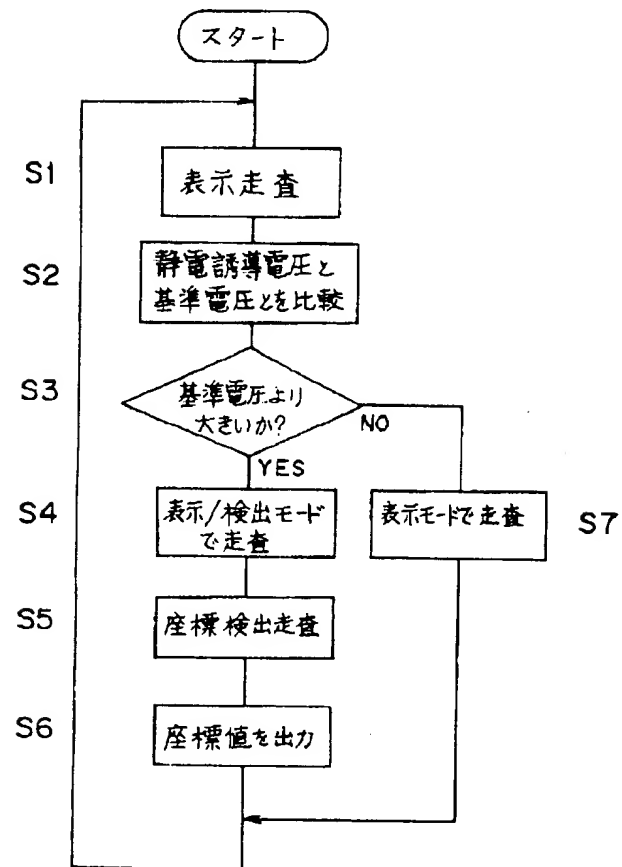 スタート
S1
表示走査
S2
静電誘導電圧と
基準電圧とを比較
S3
基準電圧より
大きいか?
NO
YES
S4
表示/検出モード
で走査
表示モードで走査
S7
S5
座標検出走査
S6
座標値を出力